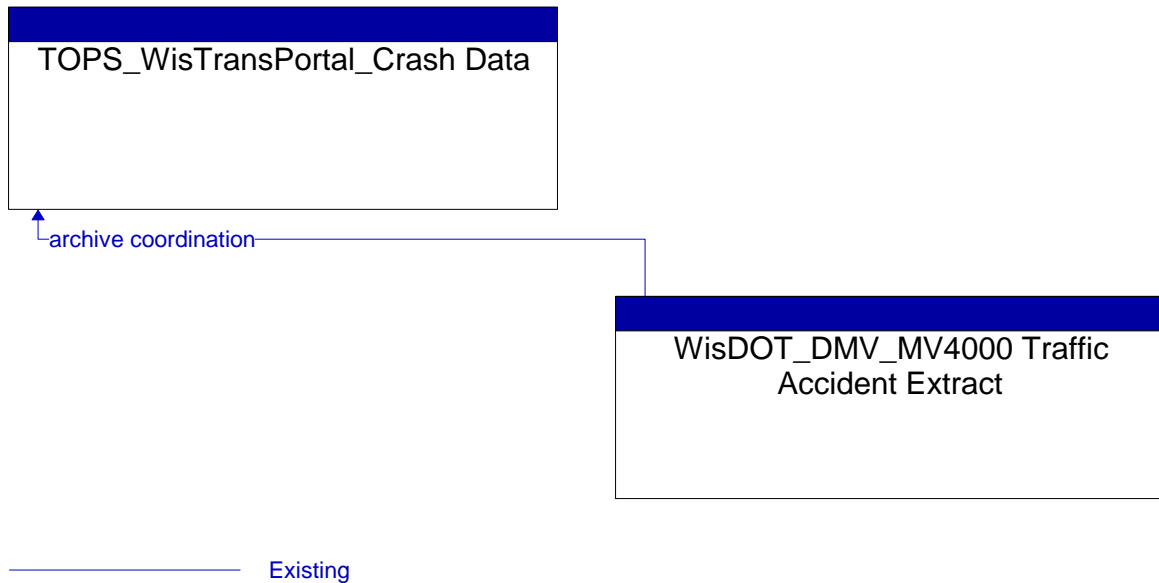 TOPS_WisTransPortal_Crash Data
archive coordination
WisDOT_DMV_MV4000 Traffic
Accident Extract
Existing